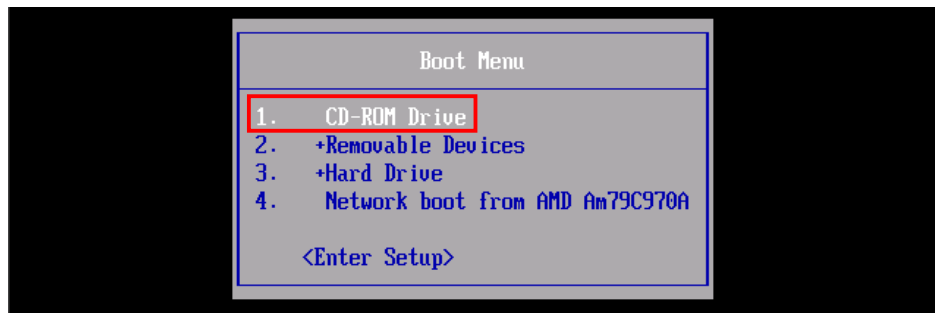 Boot Menu
1. CD-ROM Drive
2. +Removable Devices
3. +Hard Drive
4. Network boot from AMD Am79C970A
<Enter Setup>